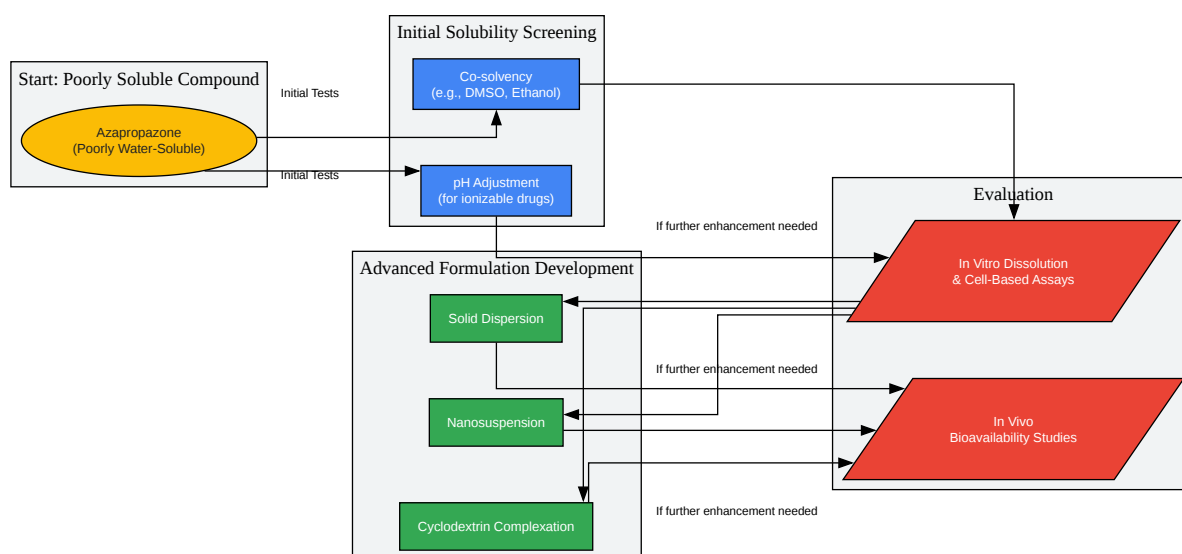 Initial Solubility Screening
Start: Poorly Soluble Compound
Co-solvency
(e.g., DMSO, Ethanol)
Initial Tests
Azapropazone
(Poorly Water-Soluble)
Initial Tests
pH Adjustment
(for ionizable drugs)
Evaluation
If further enhancement needed
In Vitro Dissolution
& Cell-Based Assays
Advanced Formulation Development
Solid Dispersion
If further enhancement needed
Nanosuspension
In Vivo
Bioavailability Studies
If further enhancement needed
Cyclodextrin Complexation